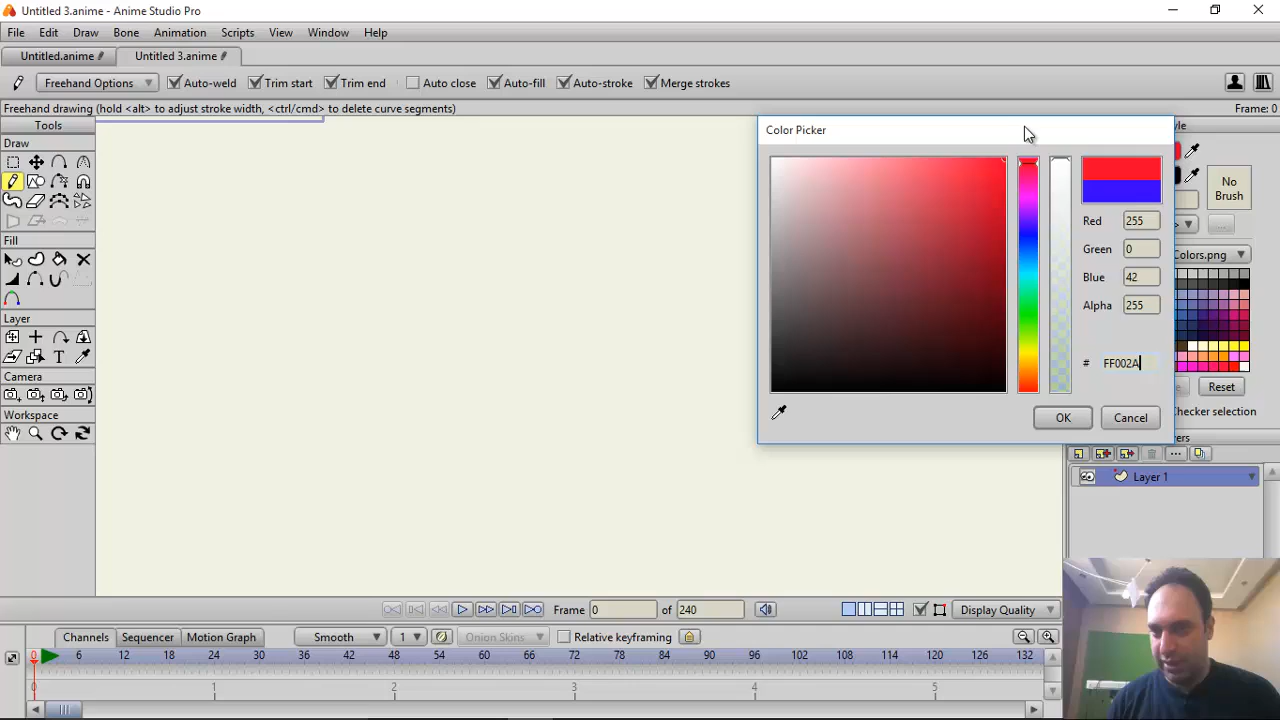 Untitled 3.anime - Anime Studio Pro
File Edit Draw Bone Animation Scripts View Window Help
Untitled.anime Untitled 3.anime
Freehand Options Auto-weld Trim start Trim end Auto close Auto-fill Auto-stroke Merge strokes
Freehand drawing (hold <alt> to adjust stroke width, <ctrl/cmd> to delete curve segments) Frame: 0
Tools
Draw
Fill
Layer
Camera
Workspace
Color Picker
Red 255
Green 0
Blue 42
Alpha 255
# FF002A
OK Cancel
No
Brush
Colors.png
Reset
Checker selection
Layer 1
Frame 0 of 240 Display Quality
Channels Sequencer Motion Graph Smooth 1 Onion Skins Relative keyframing
0 6 12 18 24 30 36 42 48 54 60 66 72 78 84 90 96 102 108 114 120 126 132
0 1 2 3 4 5